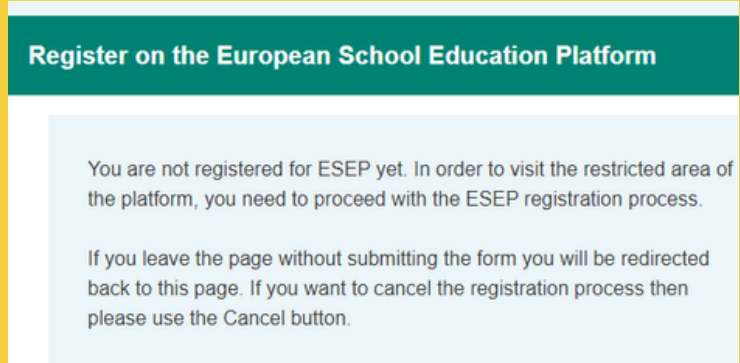 Register on the European School Education Platform
You are not registered for ESEP yet. In order to visit the restricted area of
the platform, you need to proceed with the ESEP registration process.
If you leave the page without submitting the form you will be redirected
back to this page. If you want to cancel the registration process then
please use the Cancel button.